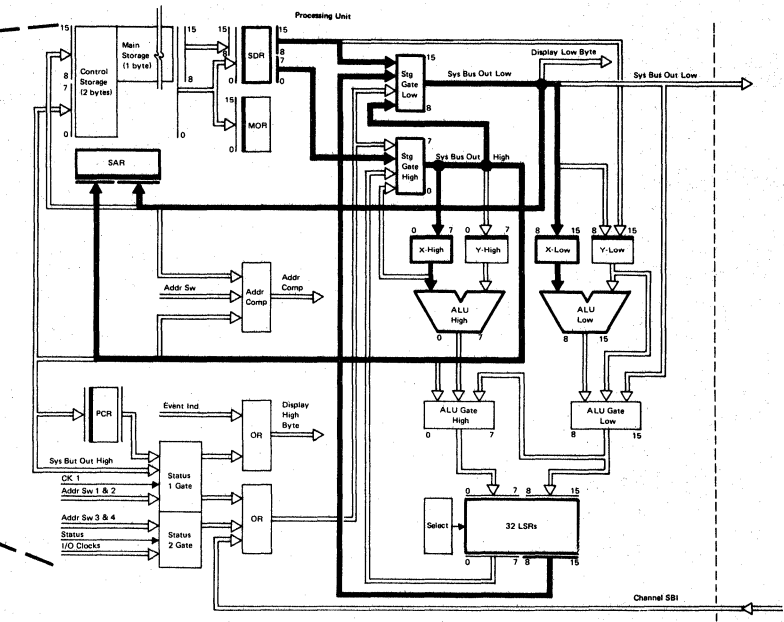 Processing Unit
15
15
15
15
Main
Storage
(1 byte)
Control
Storage
(2 bytes)
8
7
0
8
0
8
0
SDR
8
7
0
15
0
MOR
Stg
Gate
Low
15
8
Display Low Byte
Sys Bus Out Low
Sys Bus Out Low
SAR
Stg
Gate
High
7
0
Sys Bus Out High
0 7
0 7
8 15
8 15
X-High
Y-High
X-Low
Y-Low
Addr Sw
Addr
Comp
Addr
Comp
ALU
High
0 7
ALU
Low
8 15
PCR
Event Ind
OR
Display
High
Byte
ALU Gate
High
0 7
ALU Gate
Low
8 15
Sys But Out High
CK 1
Addr Sw 1 & 2
Status
1 Gate
Addr Sw 3 & 4
Status
I/O Clocks
Status
2 Gate
OR
Select
0 7 8 15
32 LSRs
0 7 8 15
Channel SBI